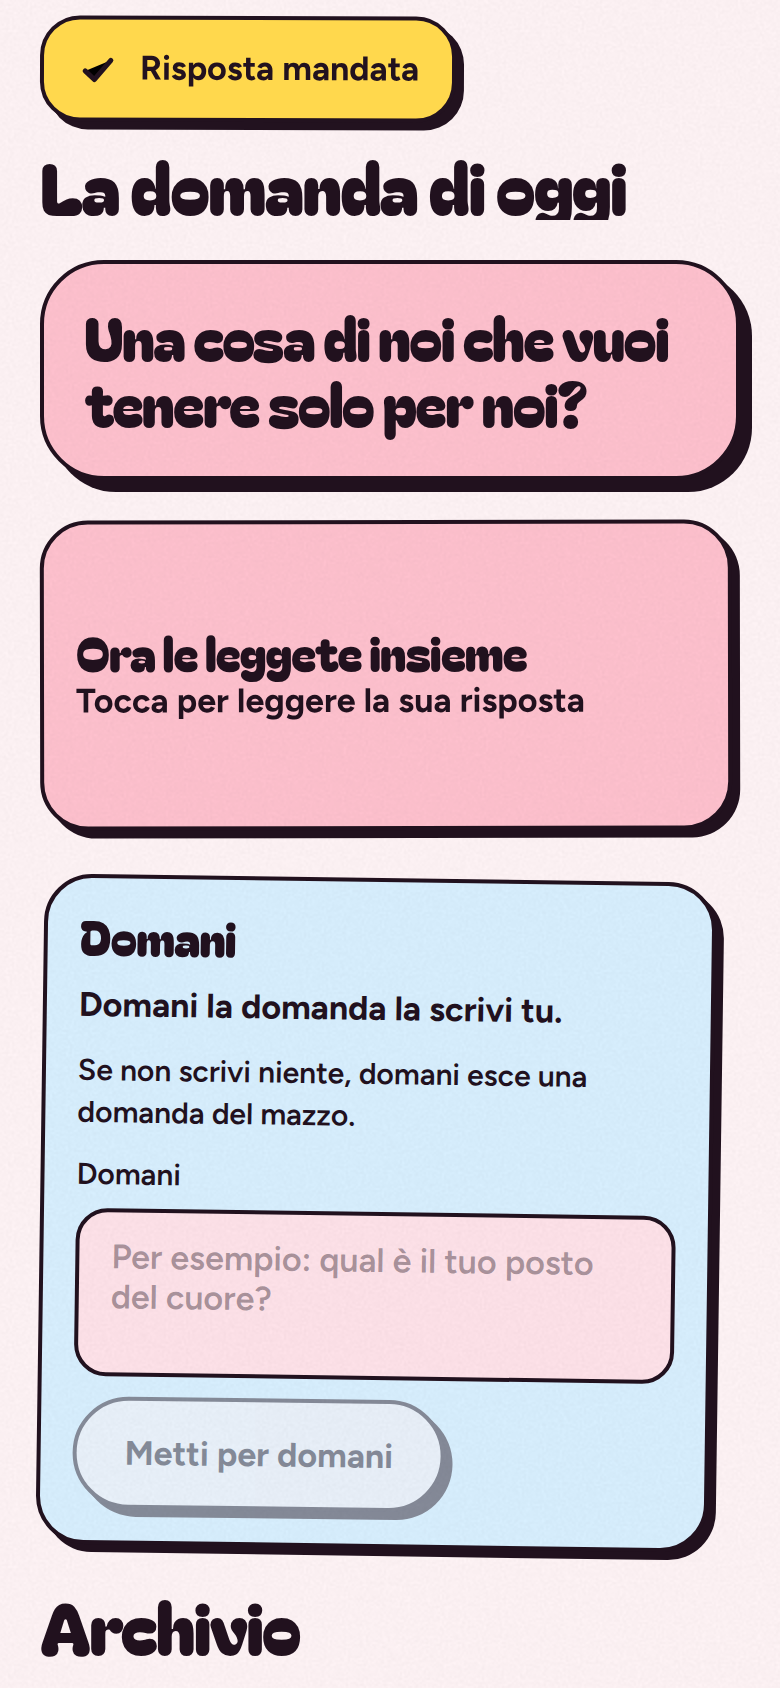 Risposta mandata
La domanda di oggi
Una cosa di noi che vuoi
tenere solo per noi?
Ora le leggete insieme
Tocca per leggere la sua risposta
Domani
Domani la domanda la scrivi tu.
Se non scrivi niente, domani esce una
domanda del mazzo.
Domani
Per esempio: qual è il tuo posto
del cuore?
Metti per domani
Archivio